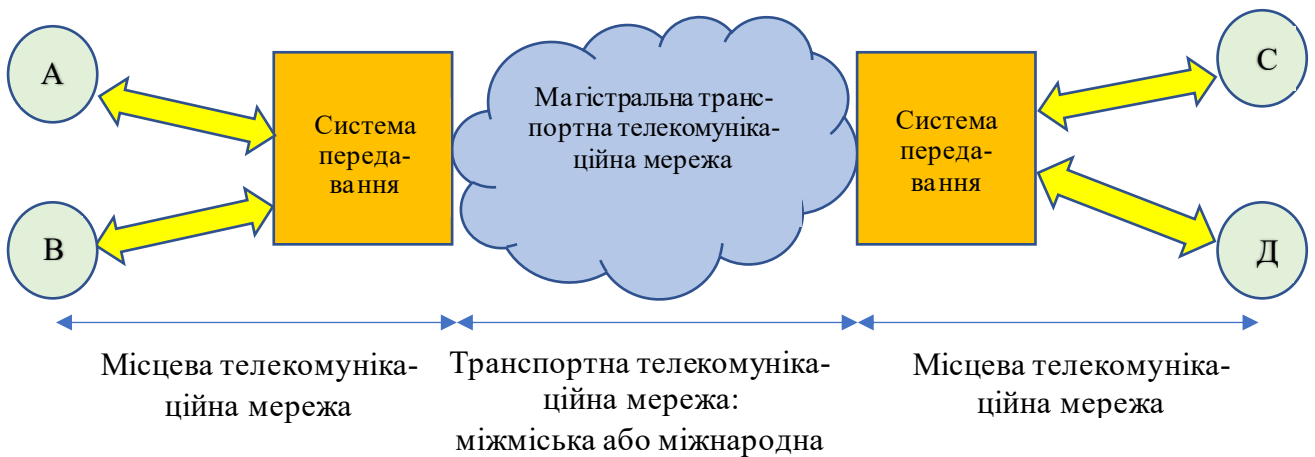 А
В
Система
переда-
вання
Магістральна транс-
портна телекомуніка-
ційна мережа
Система
переда-
вання
С
Д
Місцева телекомуніка-
ційна мережа
Транспортна телекомуніка-
ційна мережа:
міжміська або міжнародна
Місцева телекомуніка-
ційна мережа